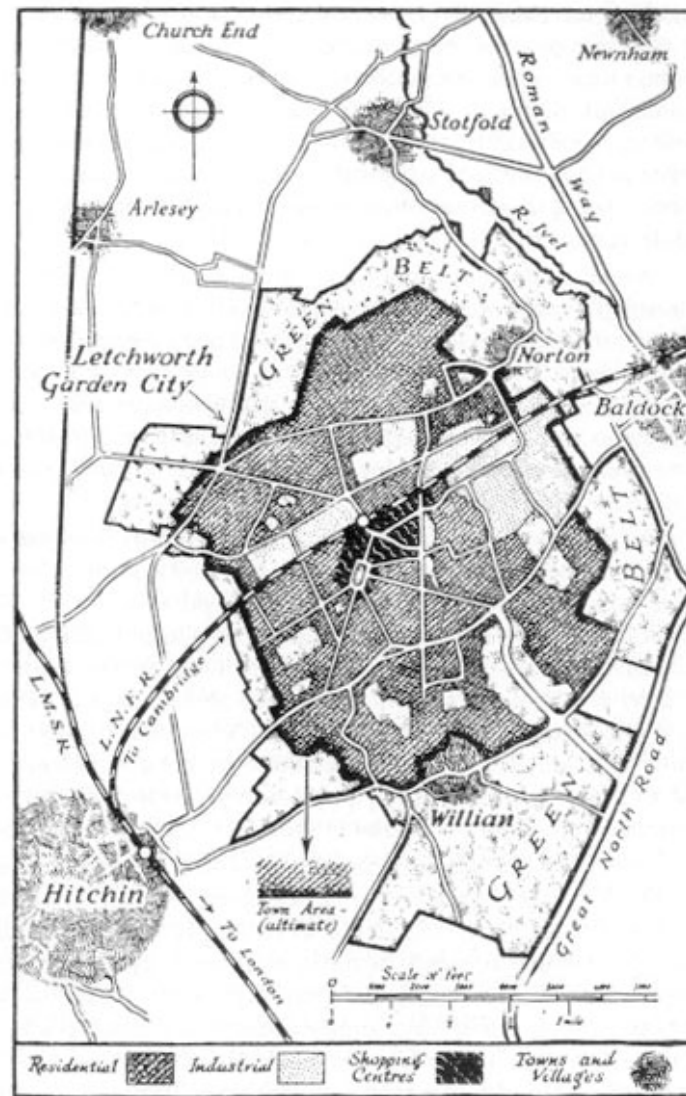 Church End
Newnham
Roman
Way
Stotfold
Arlesey
R. Ivel
GREEN
BELT
Letchworth
Garden City
Norton
Baldock
BELT
L.M.S.R.
L.N.E.R.
To Cambridge
GREEN
Willian
Great North Road
Hitchin
To London
Town Area -
(ultimate)
Scale of feet
0
1 mile
Residential
Industrial
Shopping
Centres
Towns and
Villages